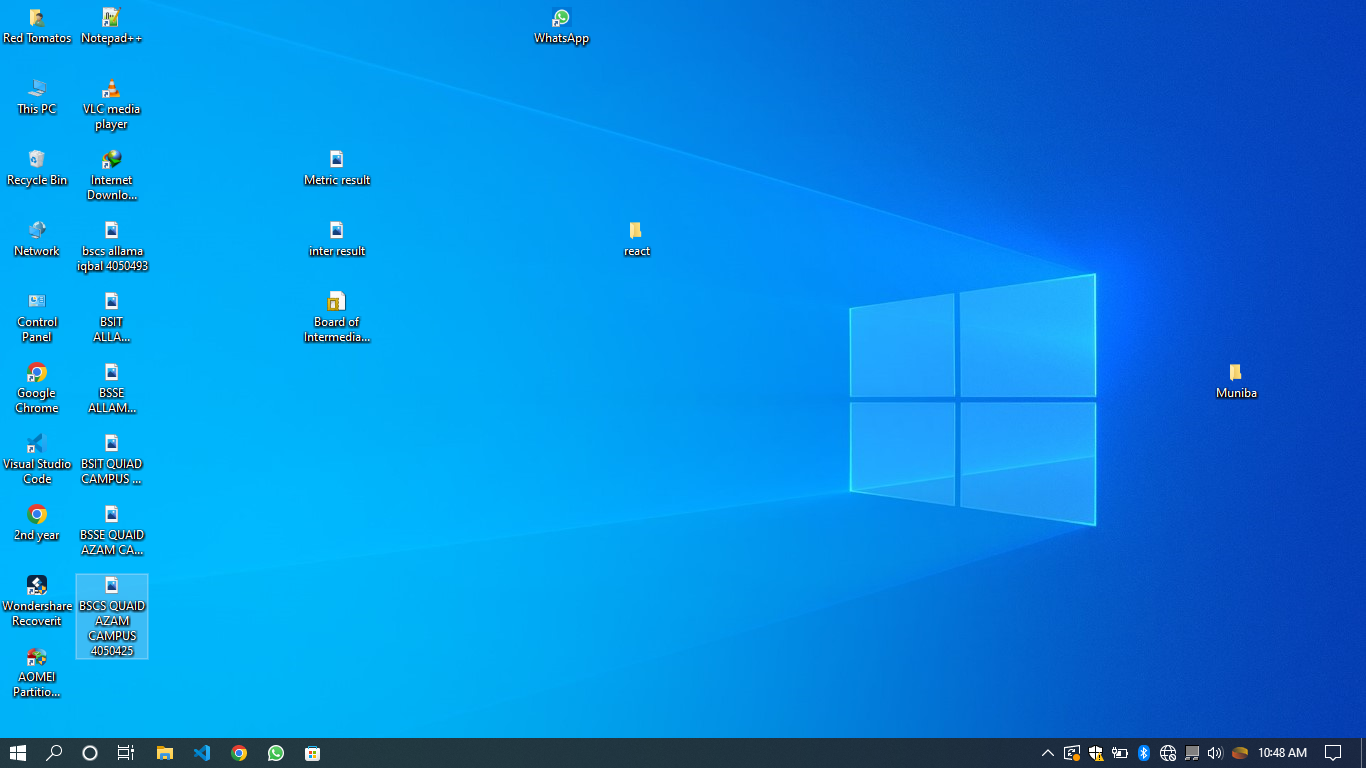 Red Tomatos
Notepad++
WhatsApp
This PC
VLC media
player
Recycle Bin
Internet
Downlo...
Metric result
Network
bscs allama
iqbal 4050493
inter result
react
Control
Panel
BSIT
ALLA...
Board of
Intermedia...
Google
Chrome
BSSE
ALLAM...
Muniba
Visual Studio
Code
BSIT QUIAD
CAMPUS ...
2nd year
BSSE QUAID
AZAM CA...
Wondershare
Recoverit
BSCS QUAID
AZAM
CAMPUS
4050425
AOMEI
Partitio...
10:48 AM